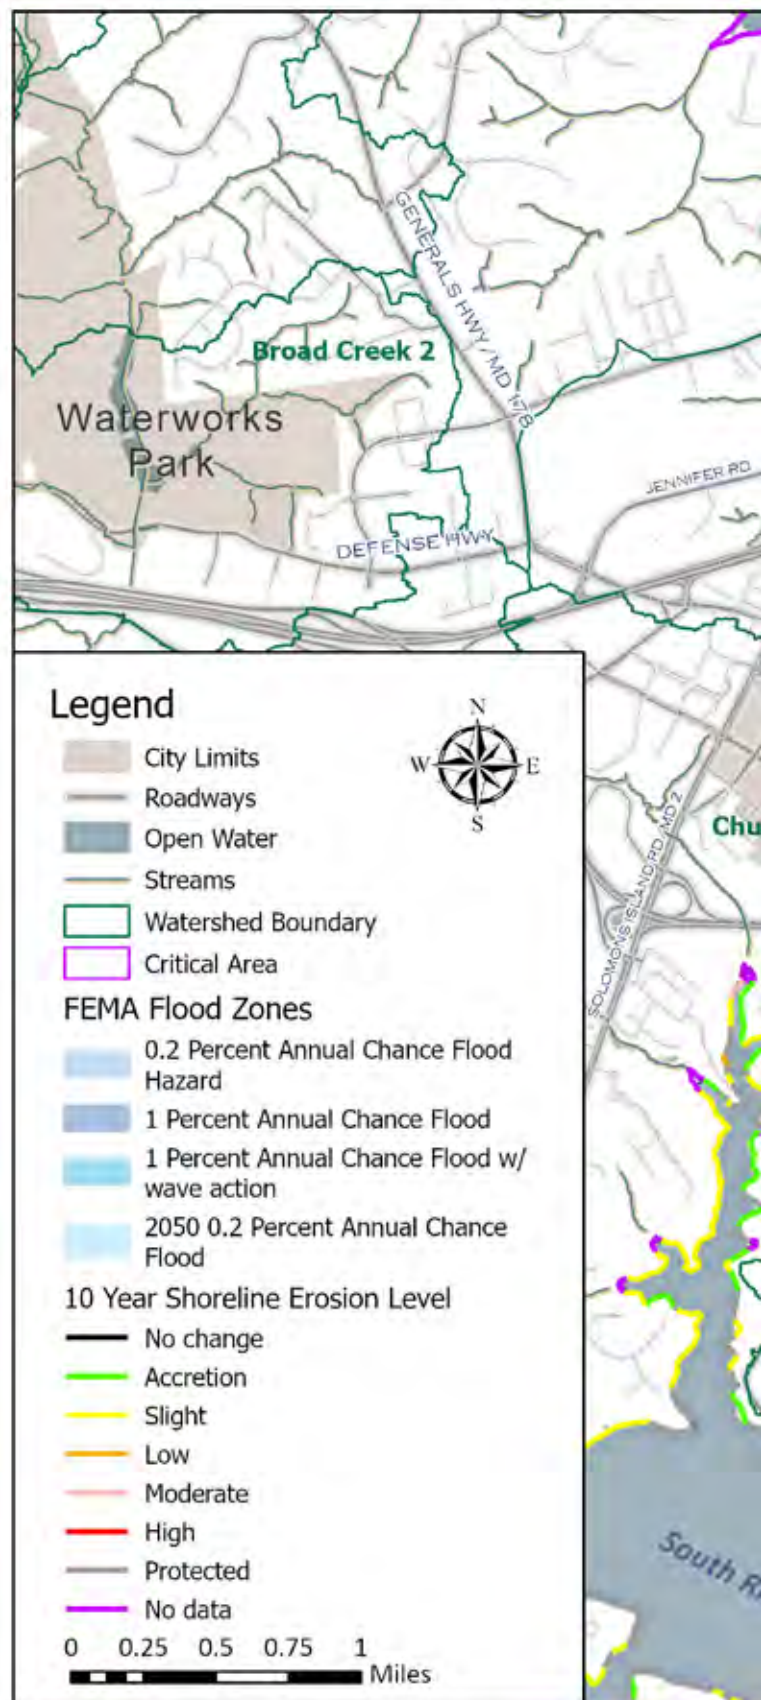 GENERALS HWY/ MD 178
Broad Creek 2
Waterworks
Park
JENNIFER RD
DEFENSE HWY
Legend
N
W
E
S
City Limits
Roadways
Open Water
Streams
Watershed Boundary
Critical Area
FEMA Flood Zones
0.2 Percent Annual Chance Flood
Hazard
1 Percent Annual Chance Flood
1 Percent Annual Chance Flood w/
wave action
2050 0.2 Percent Annual Chance
Flood
10 Year Shoreline Erosion Level
No change
Accretion
Slight
Low
Moderate
High
Protected
No data
0 0.25 0.5 0.75 1
Miles
SOLOMONS ISLAND RD/MD 2
Chu
South Ri